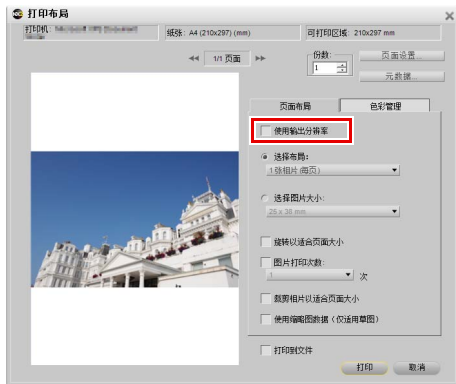 打印布局
打印机:
纸张: A4 (210x297) (mm)
可打印区域: 210x297 mm
1/1 页面
份数:
1
页面设置...
元数据...
页面布局
色彩管理
使用输出分辨率
选择布局:
1张相片/每页)
选择图片大小:
25 x 38 mm
旋转以适合页面大小
图片打印次数:
1 次
裁剪相片以适合页面大小
使用缩略图数据(仅适用草图)
打印到文件
打印 取消